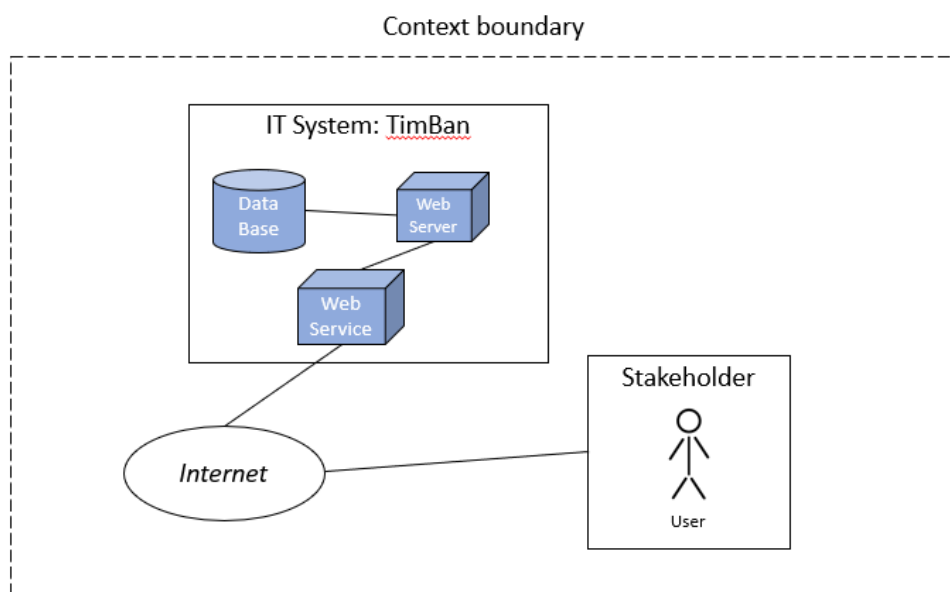 Context boundary
IT System: TimBan
Data
Base
Web
Server
Web
Service
Internet
Stakeholder
User